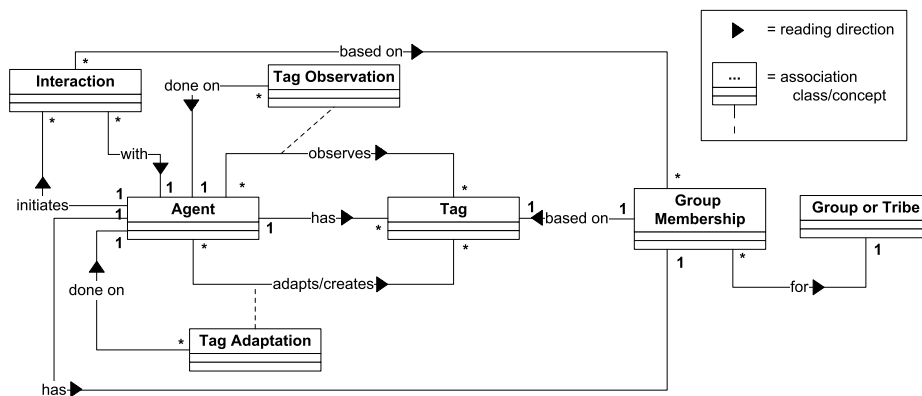 based on
= reading direction
Interaction
*
Tag Observation
...
= association
class/concept
done on
*
*
*
with
observes
*
*
1
1
*
*
initiates
1
1
Agent
1
has
*
Tag
1
based on
1
Group
Membership
Group or Tribe
1
*
*
1
*
1
done on
adapts/creates
for
*
Tag Adaptation
has